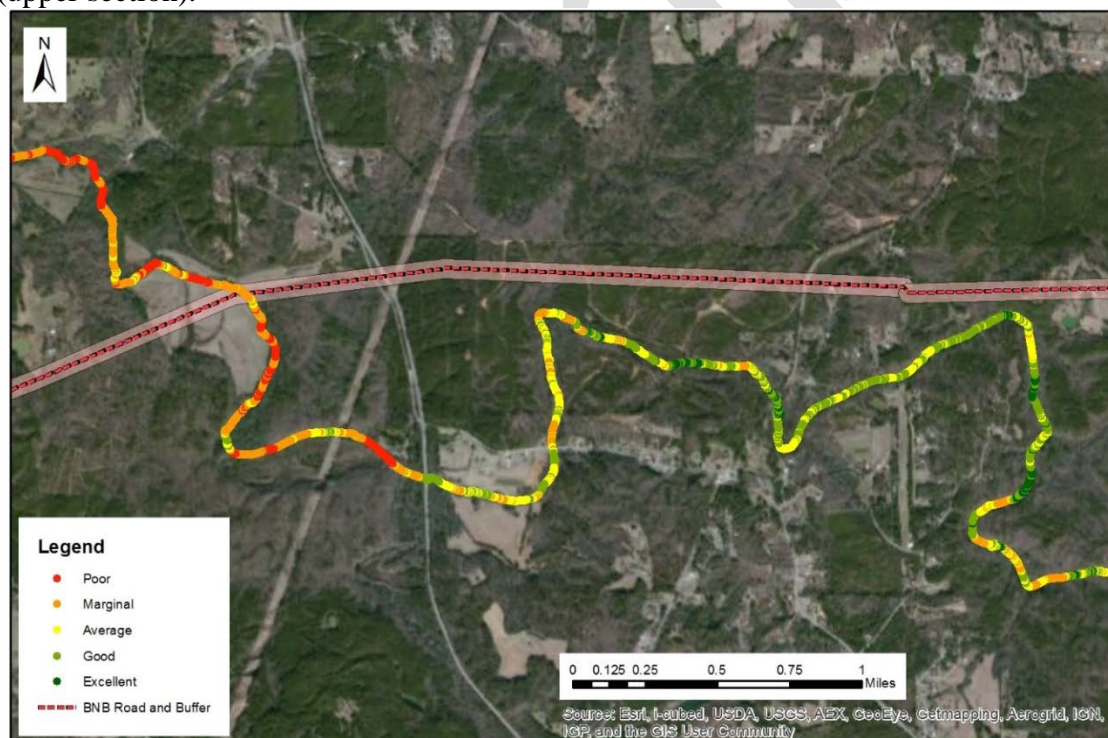 (upper section).
N
Legend
Poor
Marginal
Average
Good
Excellent
BNB Road and Buffer
0 0.125 0.25 0.5 0.75 1
Miles
Source: Esri, i-cubed, USDA, USGS, AEX, GeoEye, Getmapping, Aerogrid, IGN,
IGP, and the GIS User Community